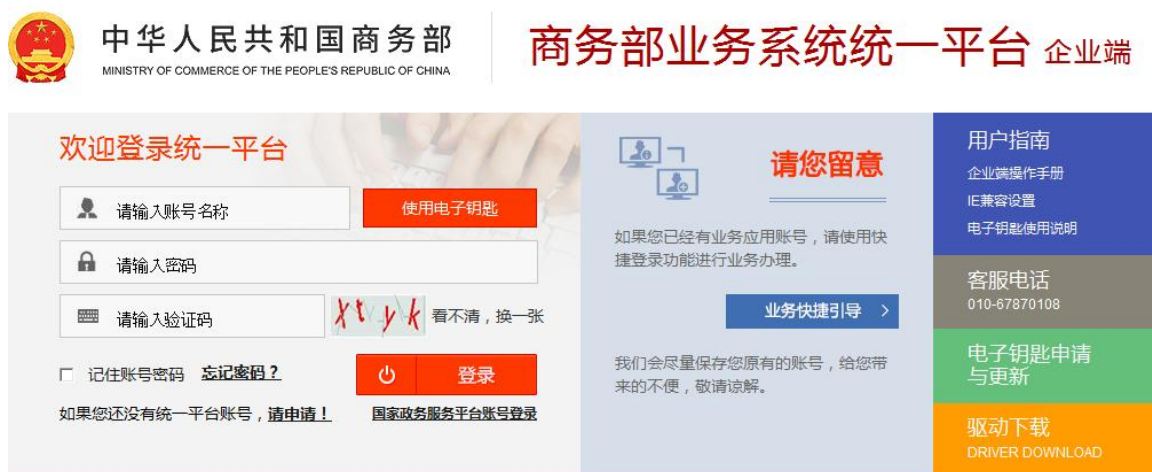 中华人民共和国商务部
MINISTRY OF COMMERCE OF THE PEOPLE'S REPUBLIC OF CHINA
商务部业务系统统一平台 企业端
欢迎登录统一平台
请输入账号名称
使用电子钥匙
请输入密码
请输入验证码
Xtyk
看不清，换一张
记住账号密码 忘记密码？
登录
如果您还没有统一平台账号，请申请！
国家政务服务平台账号登录
请您留意
如果您已经有业务应用账号，请使用快
捷登录功能进行业务办理。
业务快捷引导 >
我们会尽量保存您原有的账号，给您带
来的不便，敬请谅解。
用户指南
企业端操作手册
IE兼容设置
电子钥匙使用说明
客服电话
010-67870108
电子钥匙申请
与更新
驱动下载
DRIVER DOWNLOAD